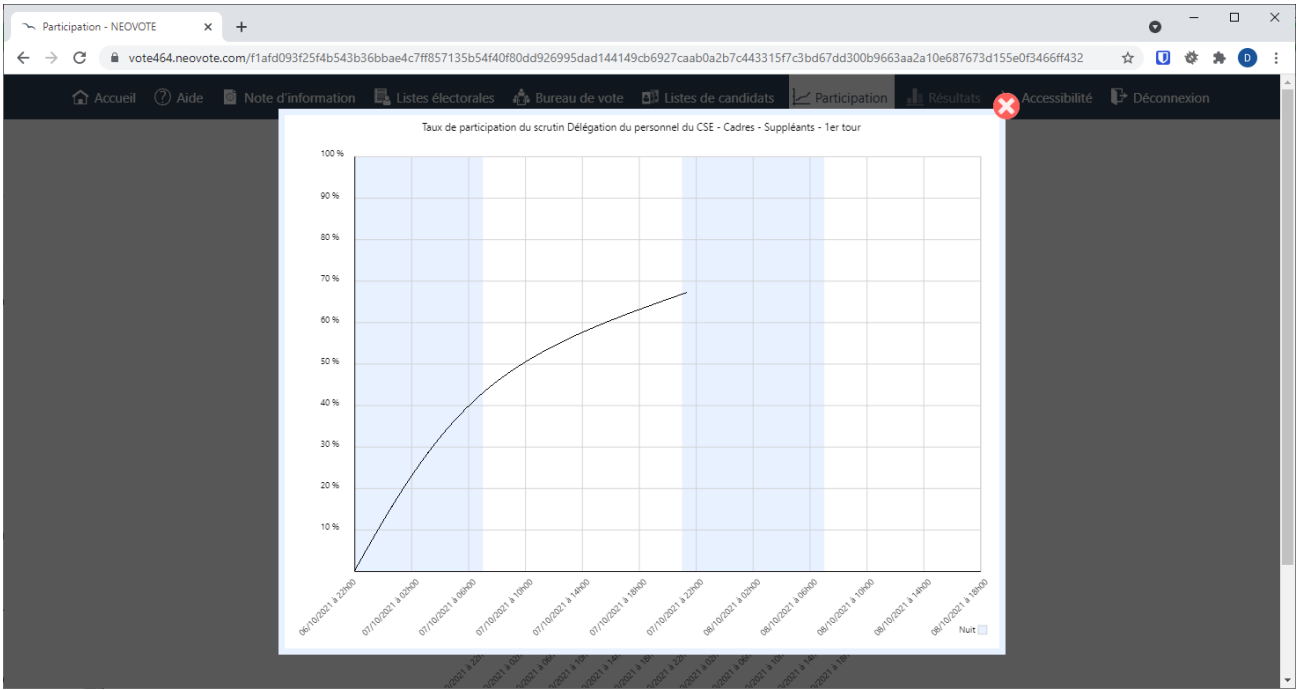 Participation - NEOVOTE
vote464.neovote.com/f1afd093f25f4b543b36bbae4c7ff857135b54f40f80dd926995dad144149cb6927caab0a2b7c443315f7c3bd67dd300b9663aa2a10e687673d155e0f3466ff432
D
Accueil Aide Note d'information Listes électorales Bureau de vote Listes de candidats Participation Résultats Accessibilité Déconnexion
Taux de participation du scrutin Délégation du personnel du CSE - Cadres - Suppléants - 1er tour
100 %
90 %
80 %
70 %
60 %
50 %
40 %
30 %
20 %
10 %
06/10/2021 à 22h00
07/10/2021 à 02h00
07/10/2021 à 06h00
07/10/2021 à 10h00
07/10/2021 à 14h00
07/10/2021 à 18h00
07/10/2021 à 22h00
08/10/2021 à 02h00
08/10/2021 à 06h00
08/10/2021 à 10h00
08/10/2021 à 14h00
08/10/2021 à 18h00
Nuit